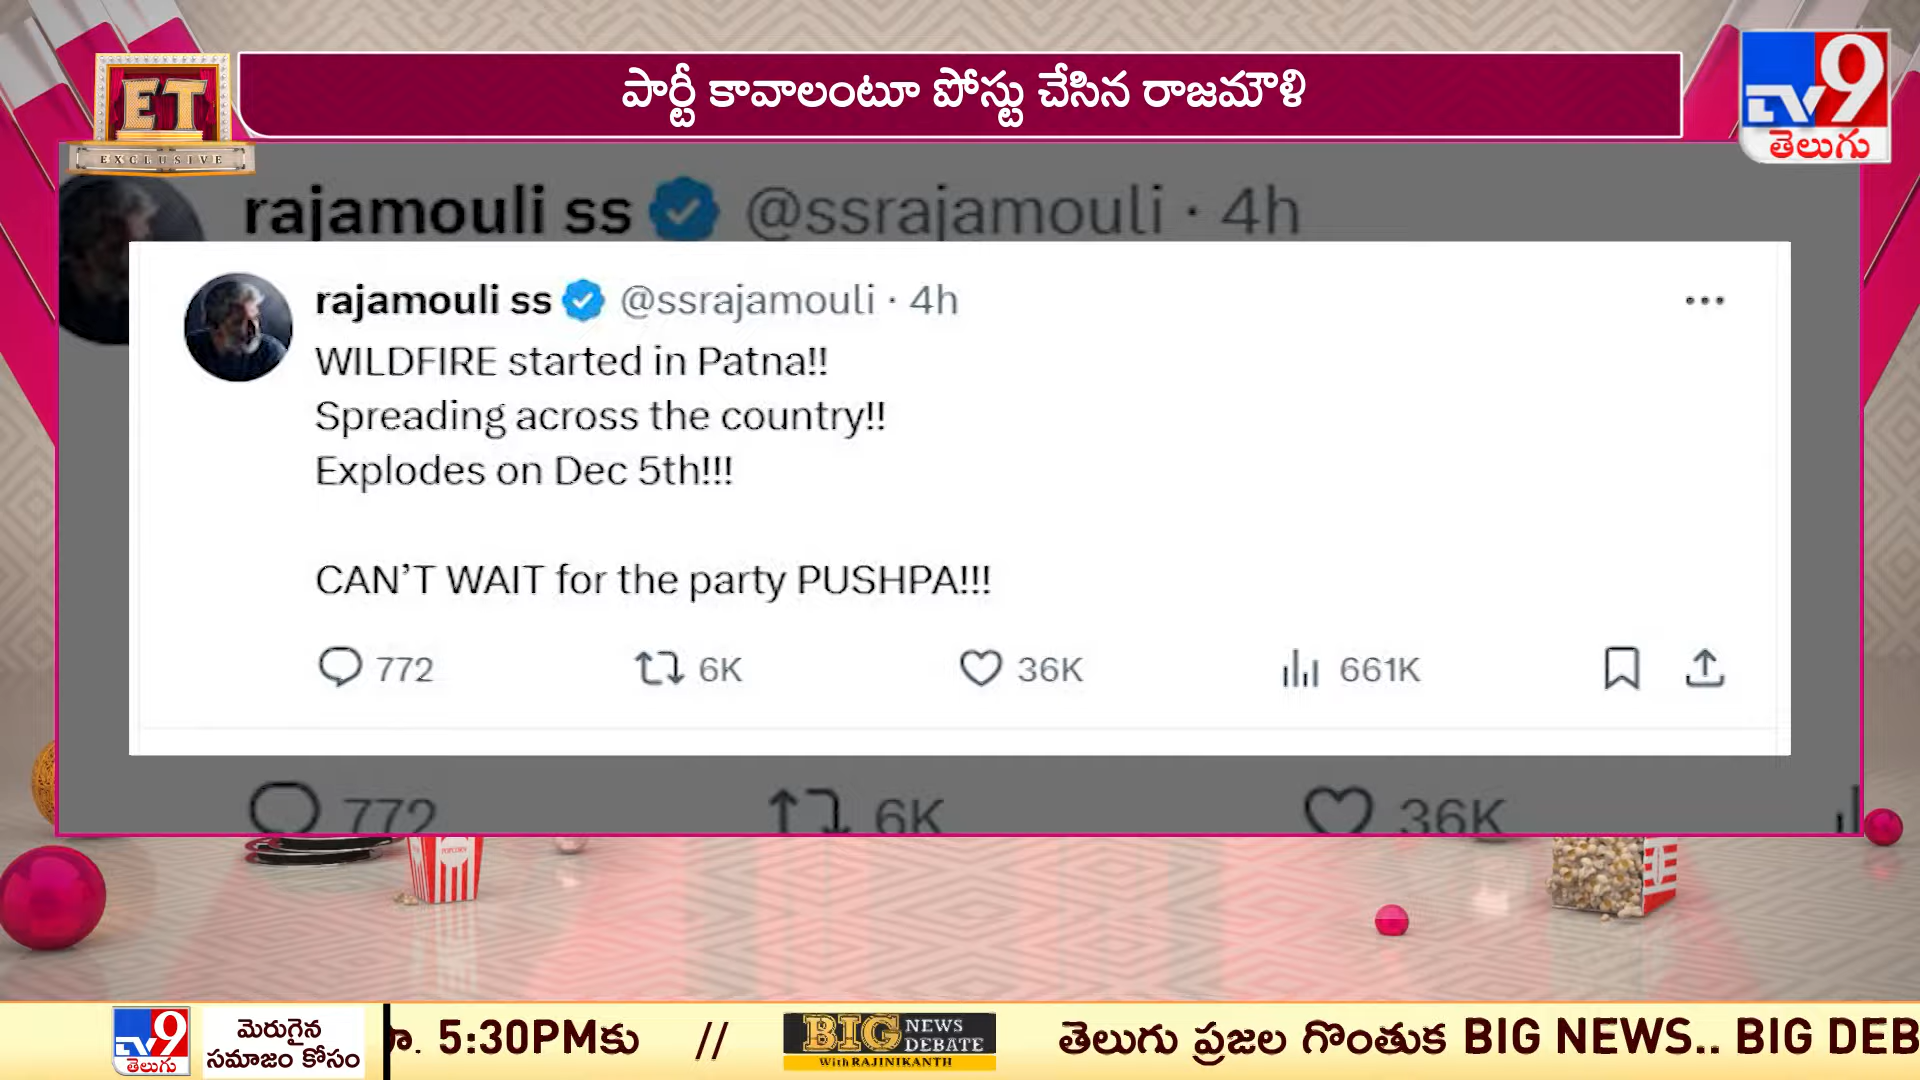 ET
EXCLUSIVE
పార్టీ కావాలంటూ పోస్టు చేసిన రాజమౌళి
TV9
తెలుగు
rajamouli ss @ssrajamouli · 4h
rajamouli ss @ssrajamouli · 4h
WILDFIRE started in Patna!!
Spreading across the country!!
Explodes on Dec 5th!!!
CAN'T WAIT for the party PUSHPA!!!
772 6K 36K 661K
772 6K 36K
POPCORN
TV9
తెలుగు
మెరుగైన
సమాజం కోసం
5:30PMకు // BIG NEWS DEBATE With RAJINIKANTH తెలుగు ప్రజల గొంతుక BIG NEWS.. BIG DEB